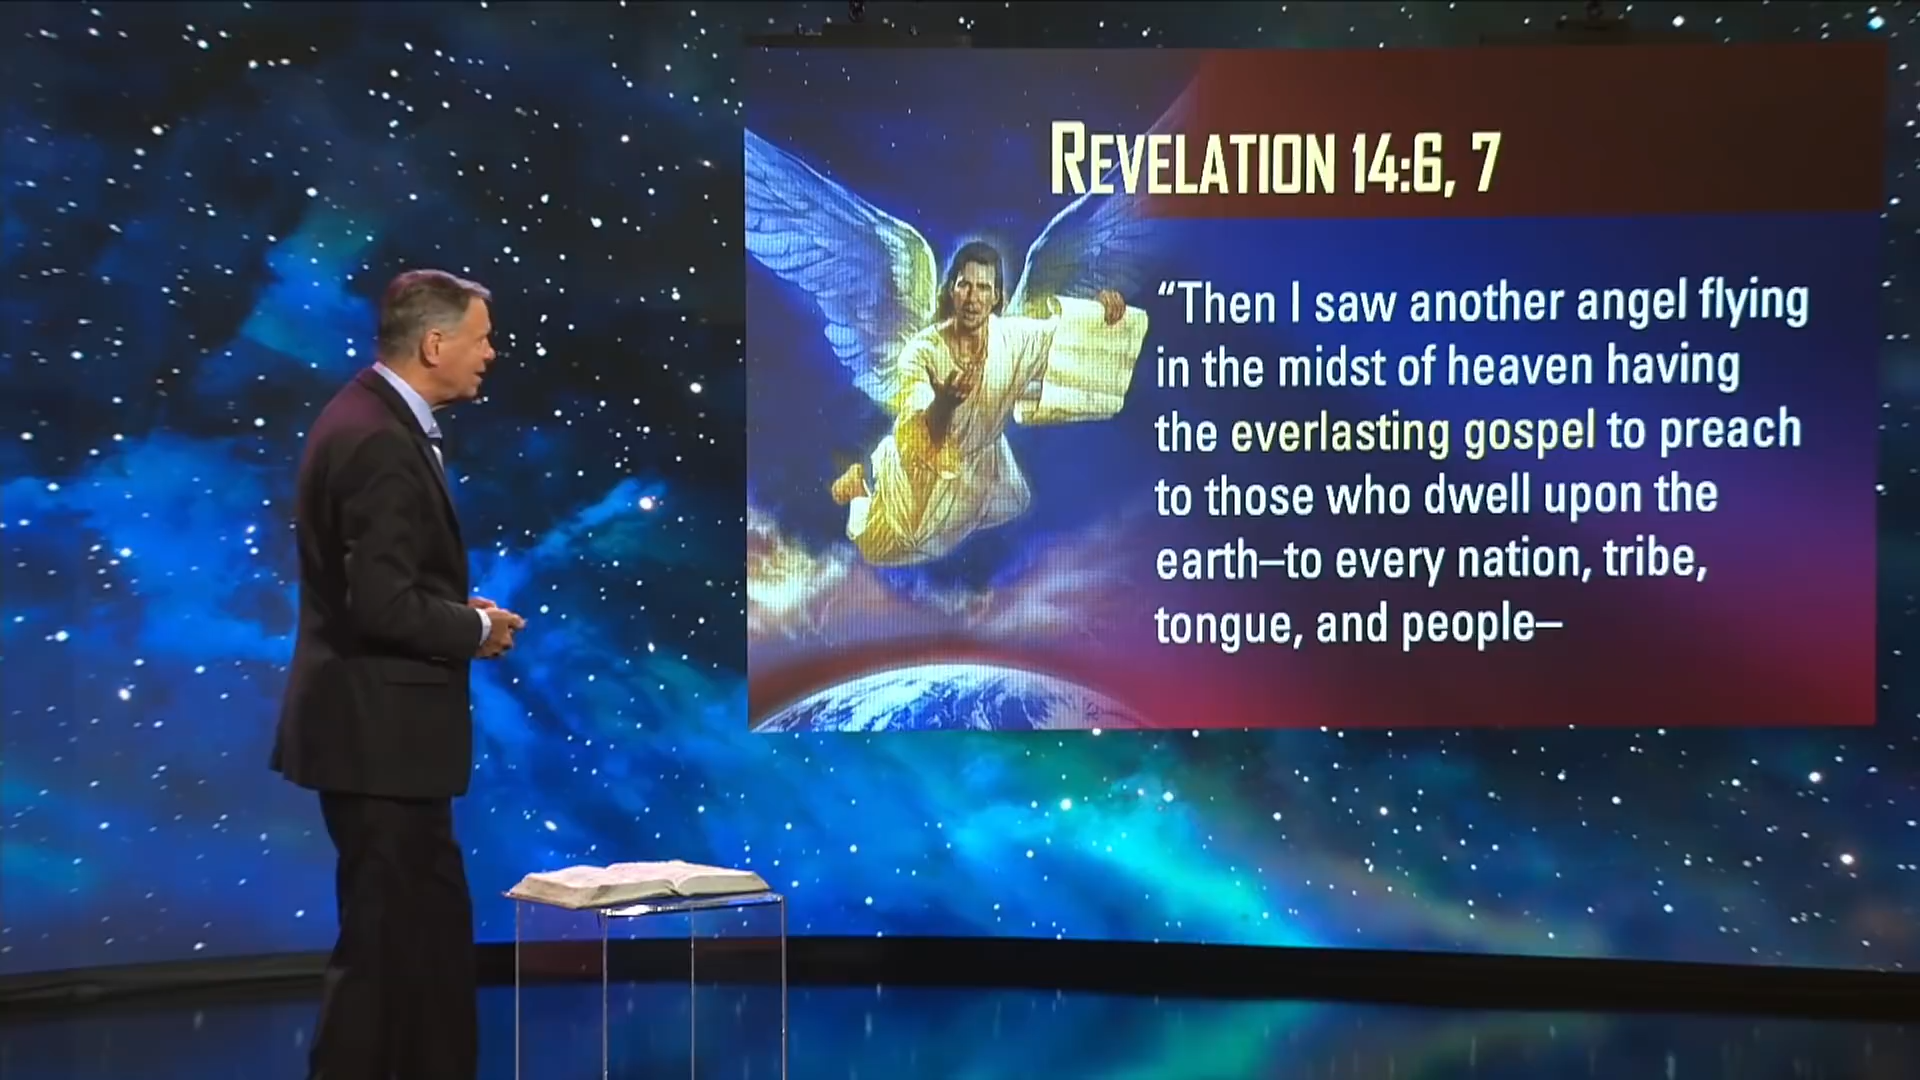 REVELATION 14:6, 7
“Then I saw another angel flying
in the midst of heaven having
the everlasting gospel to preach
to those who dwell upon the
earth–to every nation, tribe,
tongue, and people–